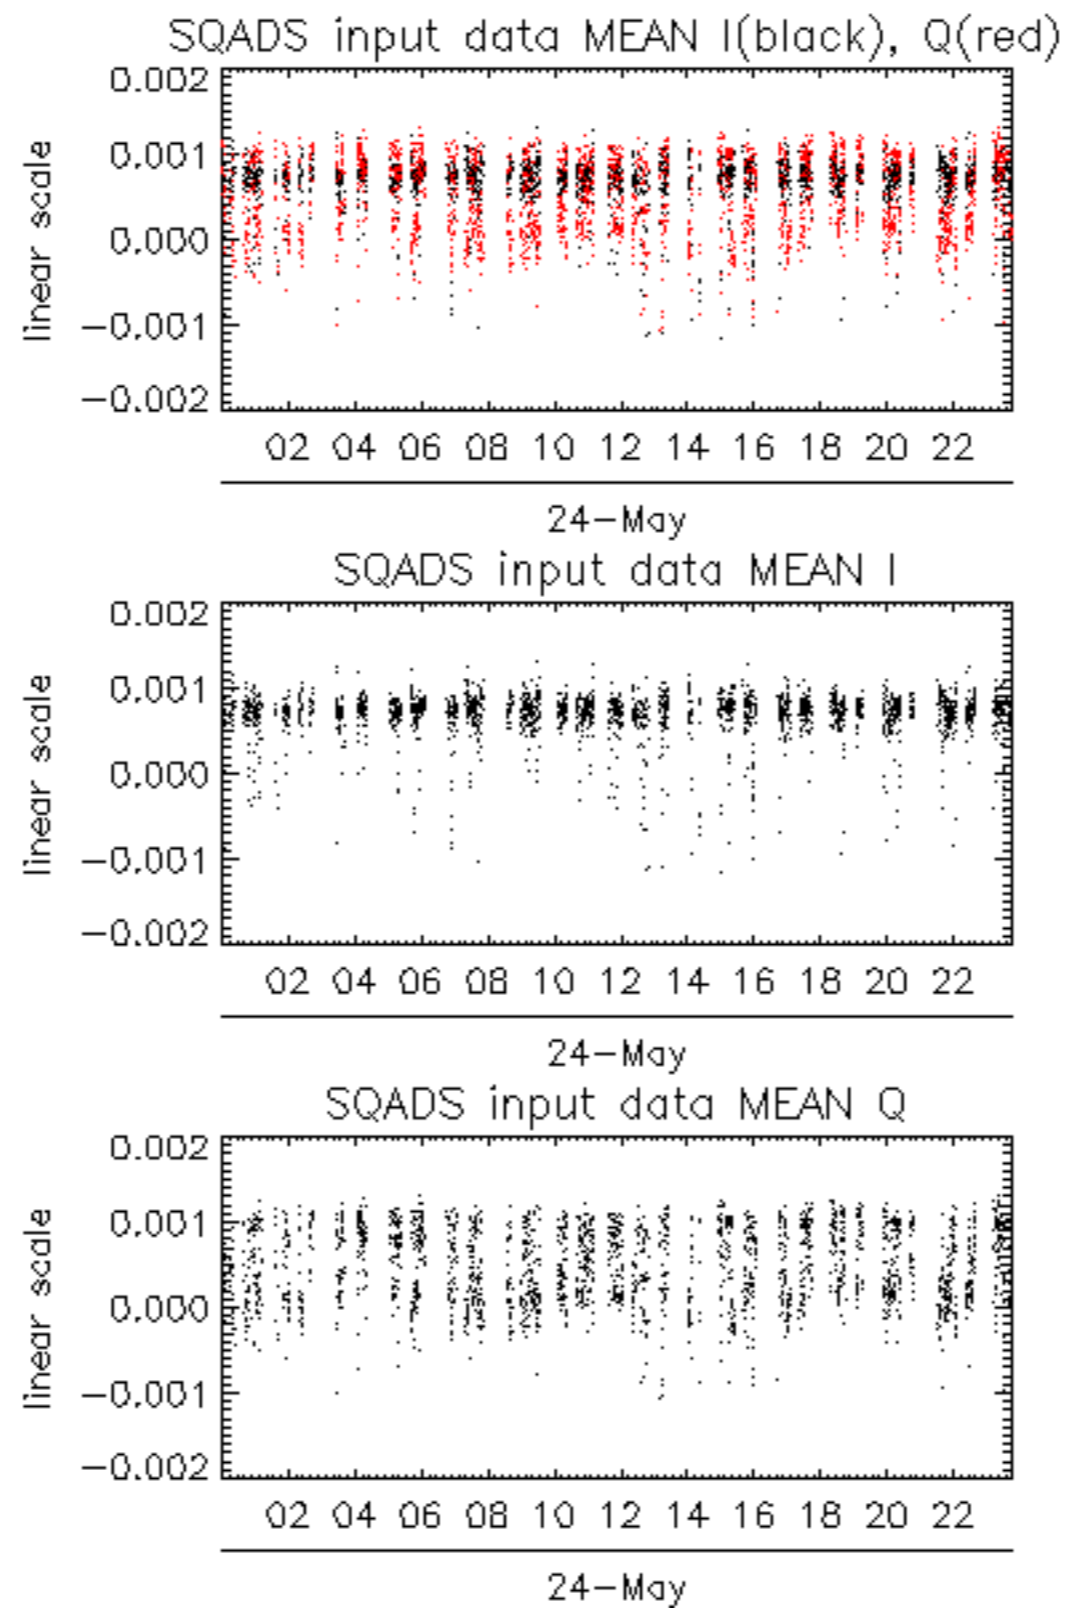 SQADS input data MEAN I(black), Q(red)
0.002
0.001
0.000
−0.001
−0.002
linear scale
02 04 06 08 10 12 14 16 18 20 22
24−May
SQADS input data MEAN I
0.002
0.001
0.000
−0.001
−0.002
linear scale
02 04 06 08 10 12 14 16 18 20 22
24−May
SQADS input data MEAN Q
0.002
0.001
0.000
−0.001
−0.002
linear scale
02 04 06 08 10 12 14 16 18 20 22
24−May